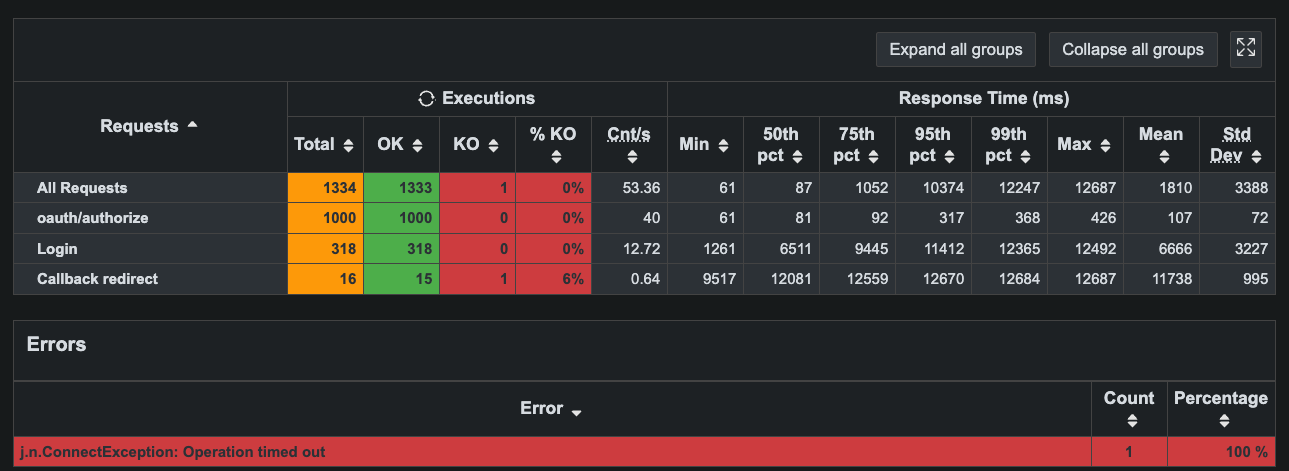 Expand all groups Collapse all groups
Requests Executions Response Time (ms)
Total OK KO % KO Cnt/s Min 50th pct 75th pct 95th pct 99th pct Max Mean Std Dev
All Requests 1334 1333 1 0% 53.36 61 87 1052 10374 12247 12687 1810 3388
oauth/authorize 1000 1000 0 0% 40 61 81 92 317 368 426 107 72
Login 318 318 0 0% 12.72 1261 6511 9445 11412 12365 12492 6666 3227
Callback redirect 16 15 1 6% 0.64 9517 12081 12559 12670 12684 12687 11738 995
Errors
Error Count Percentage
j.n.ConnectException: Operation timed out 1 100 %